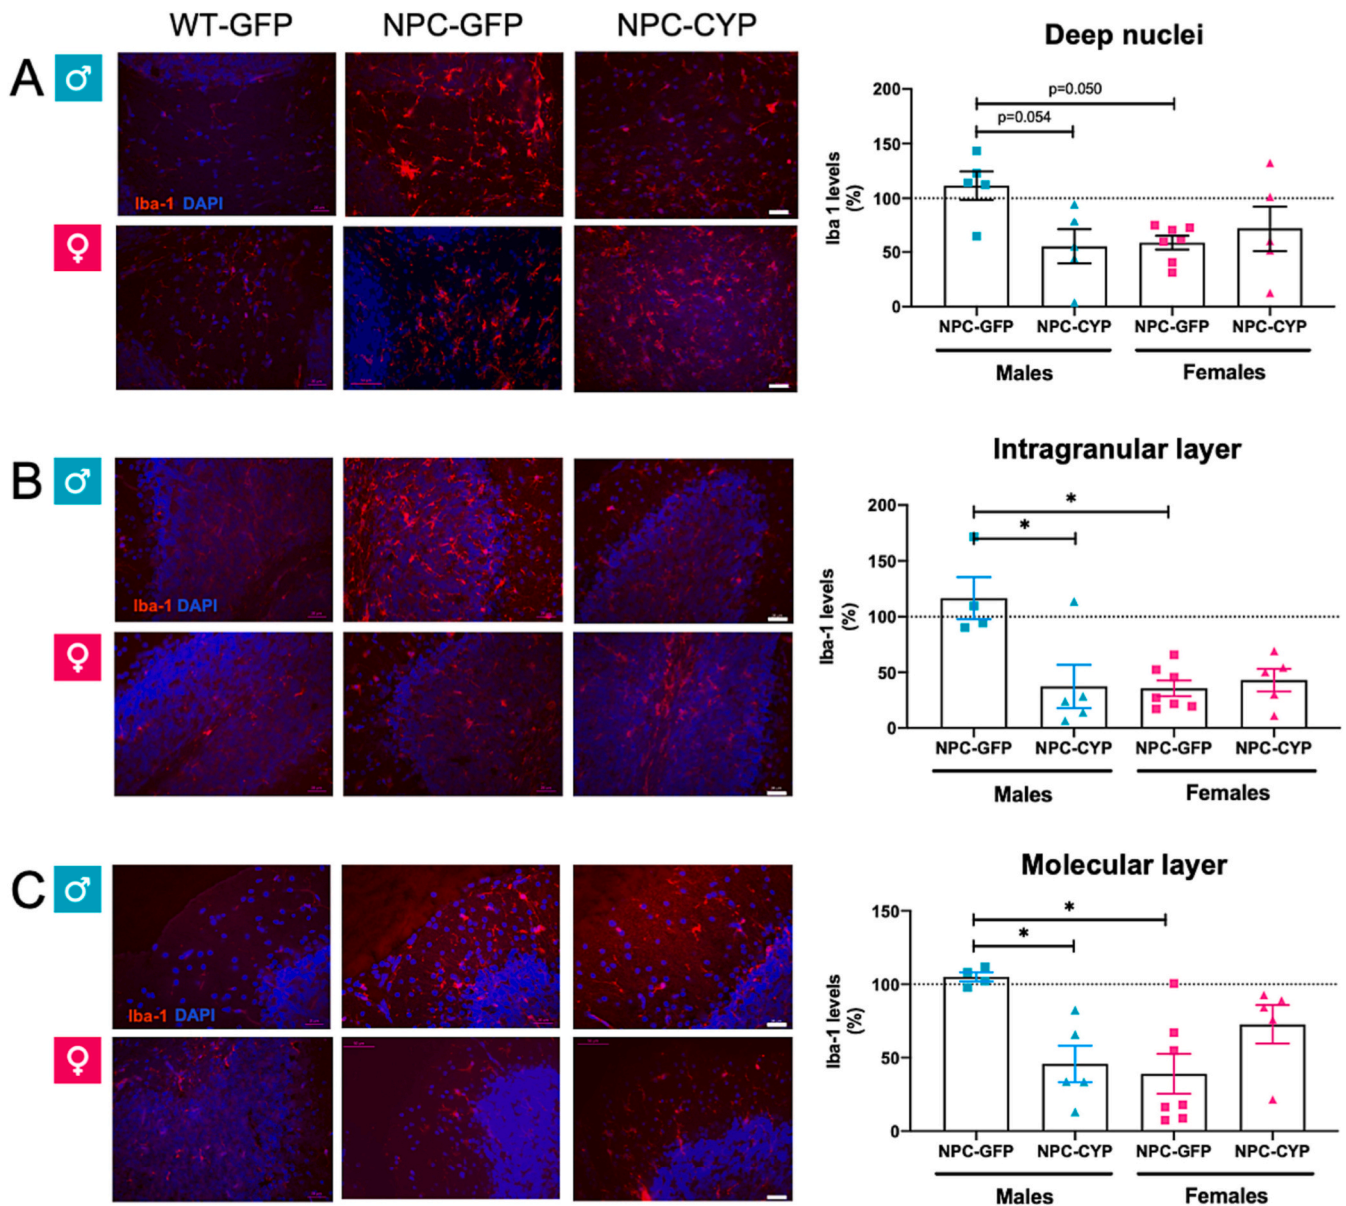 WT-GFP NPC-GFP NPC-CYP
A
♂
Iba-1 DAPI
♀
Deep nuclei
Iba 1 levels
(%)
200
150
100
50
0
p=0.050
p=0.054
NPC-GFP NPC-CYP NPC-GFP NPC-CYP
Males Females
B
♂
Iba-1 DAPI
♀
Intragranular layer
Iba-1 levels
(%)
200
150
100
50
0
*
*
NPC-GFP NPC-CYP NPC-GFP NPC-CYP
Males Females
C
♂
Iba-1 DAPI
♀
Molecular layer
Iba-1 levels
(%)
150
100
50
0
*
*
NPC-GFP NPC-CYP NPC-GFP NPC-CYP
Males Females